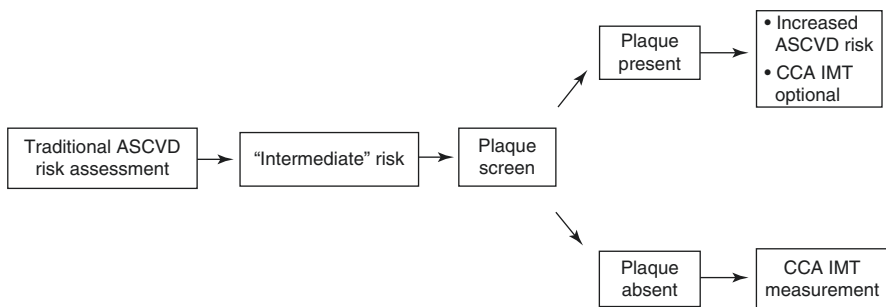 Traditional ASCVD
risk assessment
“Intermediate” risk
Plaque
screen
Plaque
present
• Increased
ASCVD risk
• CCA IMT
optional
Plaque
absent
CCA IMT
measurement